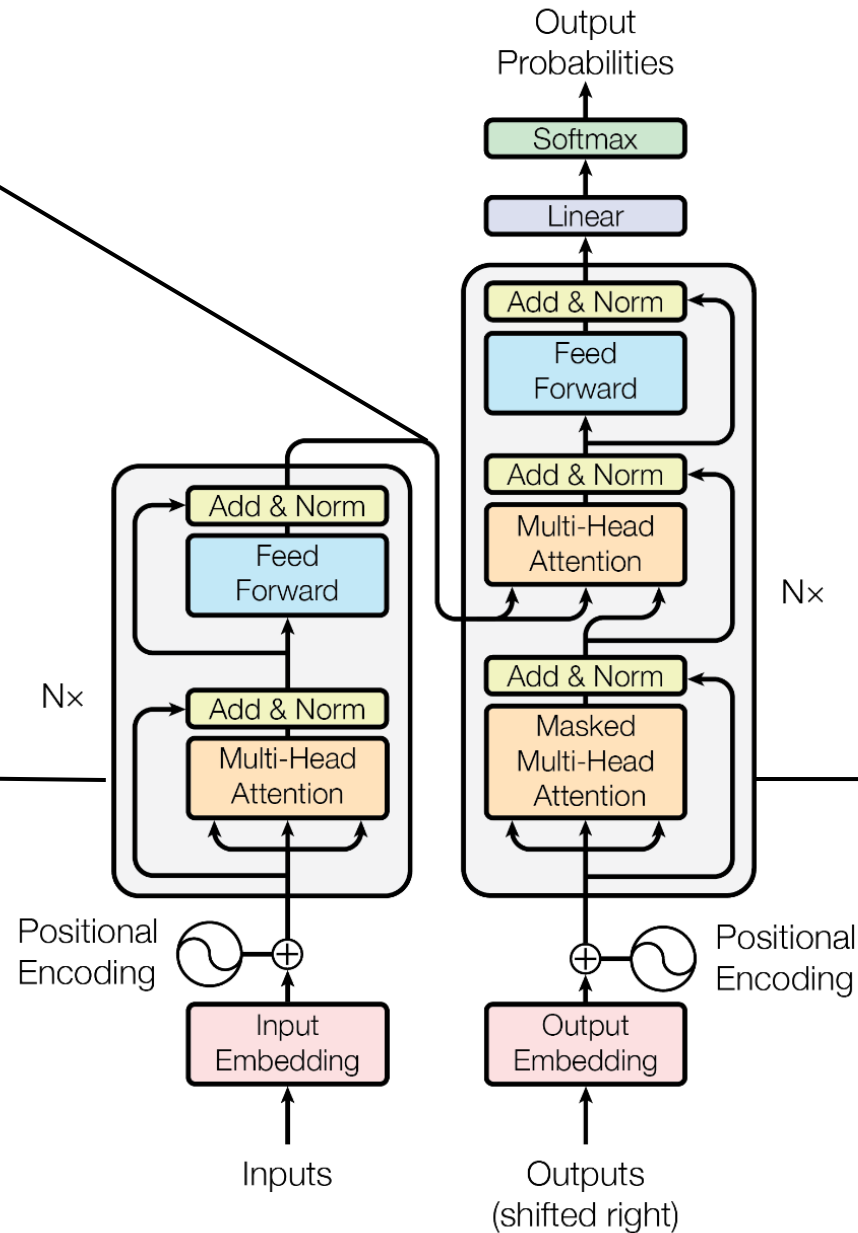 Output
Probabilities
Softmax
Linear
Add & Norm
Feed
Forward
Add & Norm
Multi-Head
Attention
N×
Add & Norm
Masked
Multi-Head
Attention
Add & Norm
Feed
Forward
N×
Add & Norm
Multi-Head
Attention
Positional
Encoding
Positional
Encoding
Input
Embedding
Output
Embedding
Inputs
Outputs
(shifted right)